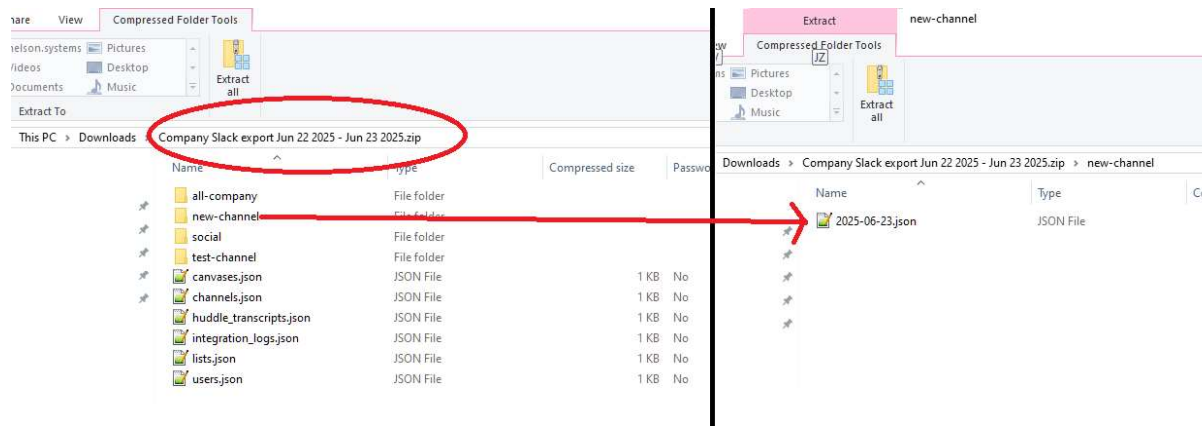 hare View Compressed Folder Tools
nelson.systems Pictures
Videos Desktop
Documents Music
Extract all
Extract To
This PC > Downloads > Company Slack export Jun 22 2025 - Jun 23 2025.zip
Name Type Compressed size Passwo
all-company File folder
new-channel File folder
social File folder
test-channel File folder
canvases.json JSON File 1 KB No
channels.json JSON File 1 KB No
huddle_transcripts.json JSON File 1 KB No
integration_logs.json JSON File 1 KB No
lists.json JSON File 1 KB No
users.json JSON File 1 KB No
Extract new-channel
Compressed Folder Tools
JZ
Pictures
Desktop
Music
Extract all
Downloads > Company Slack export Jun 22 2025 - Jun 23 2025.zip > new-channel
Name Type
2025-06-23.json JSON File